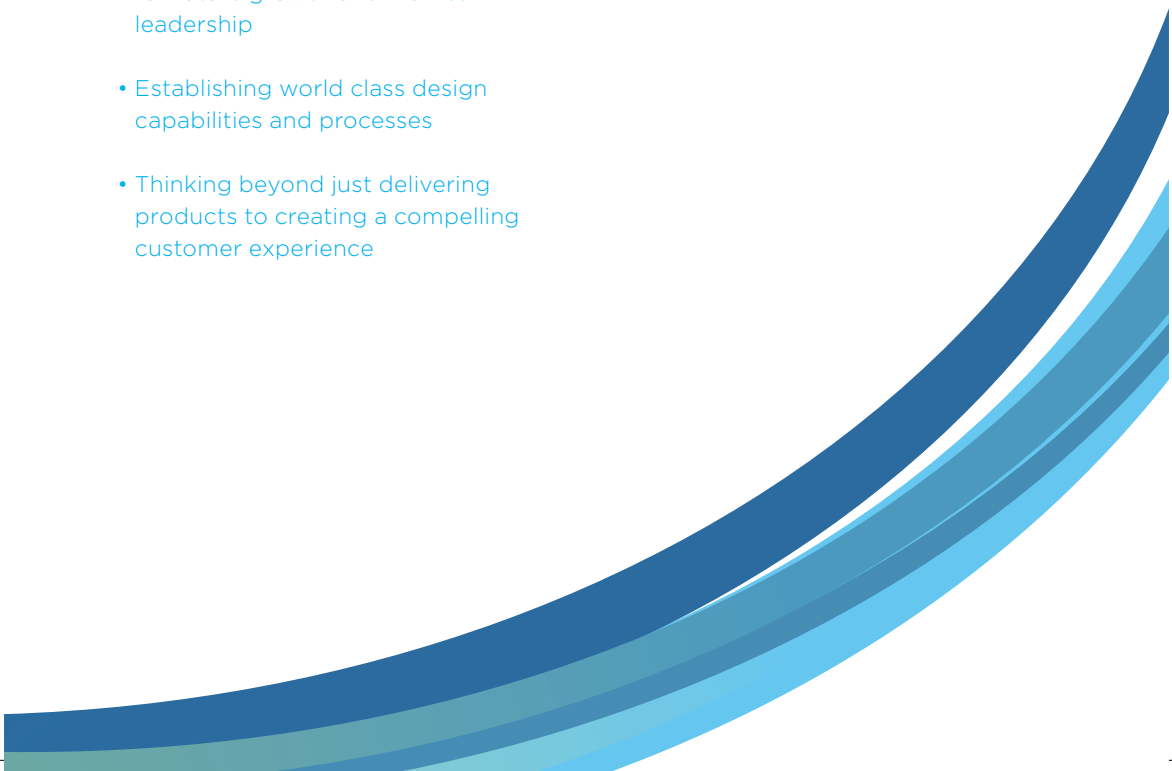 leadership
• Establishing world class design
capabilities and processes
• Thinking beyond just delivering
products to creating a compelling
customer experience